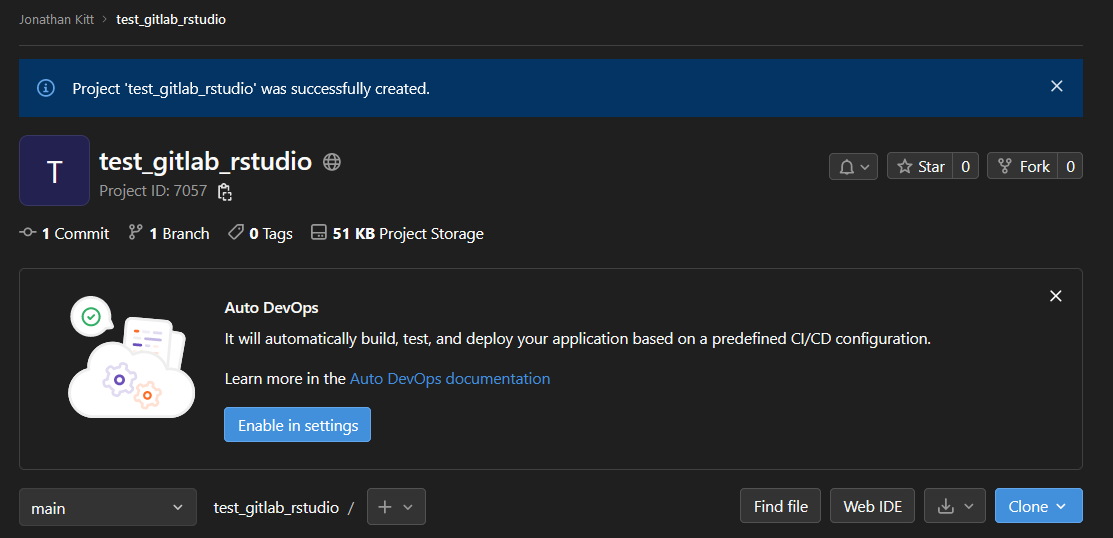 Jonathan Kitt > test_gitlab_rstudio
Project 'test_gitlab_rstudio' was successfully created.
T
test_gitlab_rstudio
Project ID: 7057
Star 0 Fork 0
1 Commit 1 Branch 0 Tags 51 KB Project Storage
Auto DevOps
It will automatically build, test, and deploy your application based on a predefined CI/CD configuration.
Learn more in the Auto DevOps documentation
Enable in settings
main test_gitlab_rstudio / + Find file Web IDE Clone